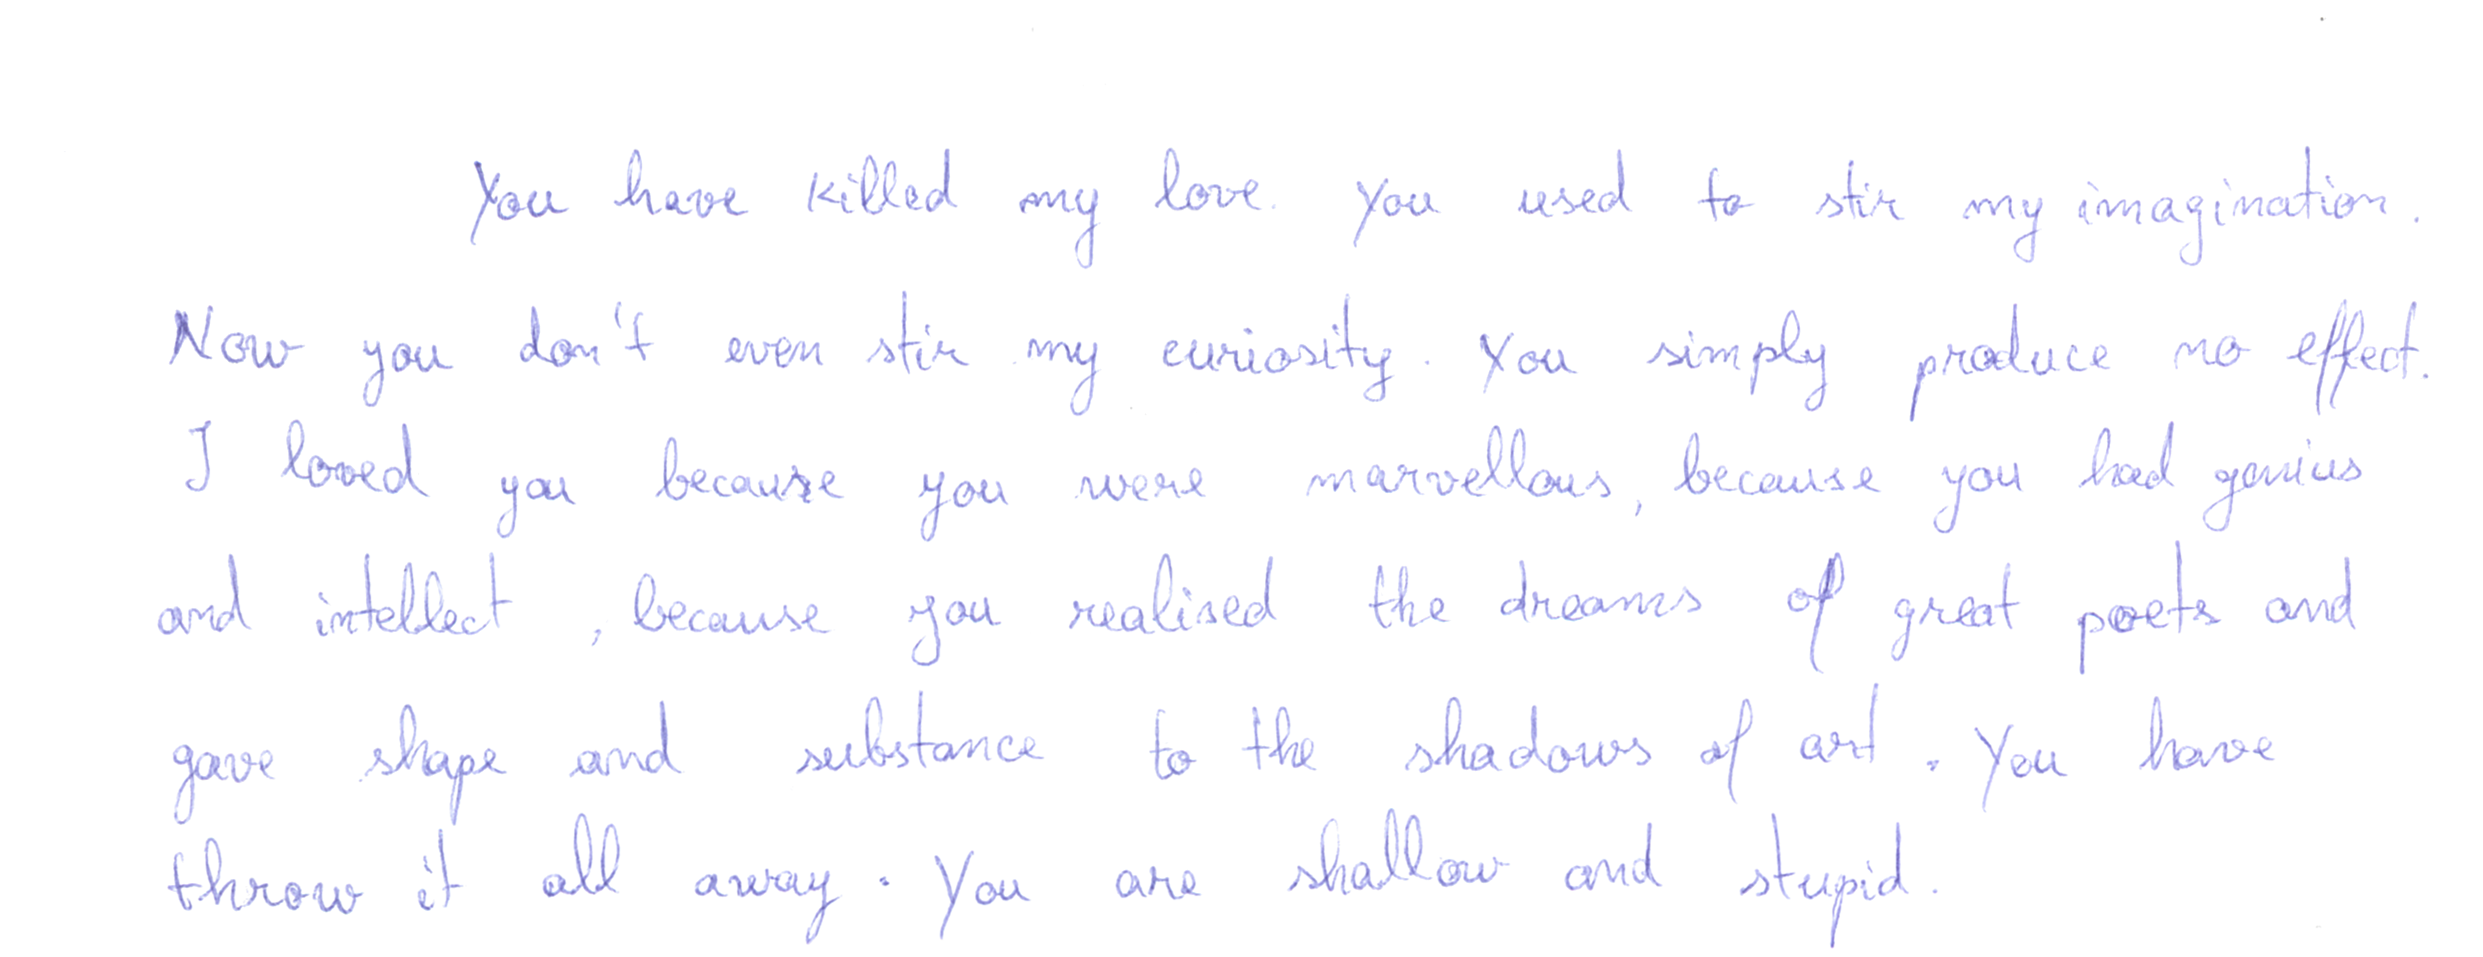 You have killed my love. You used to stir my imagination.
Now you don't even stir my curiosity. You simply produce no effect.
I loved you because you were marvellous, because you had genius
and intellect, because you realised the dreams of great poets and
gave shape and substance to the shadows of art. You have
throw it all away. You are shallow and stupid.